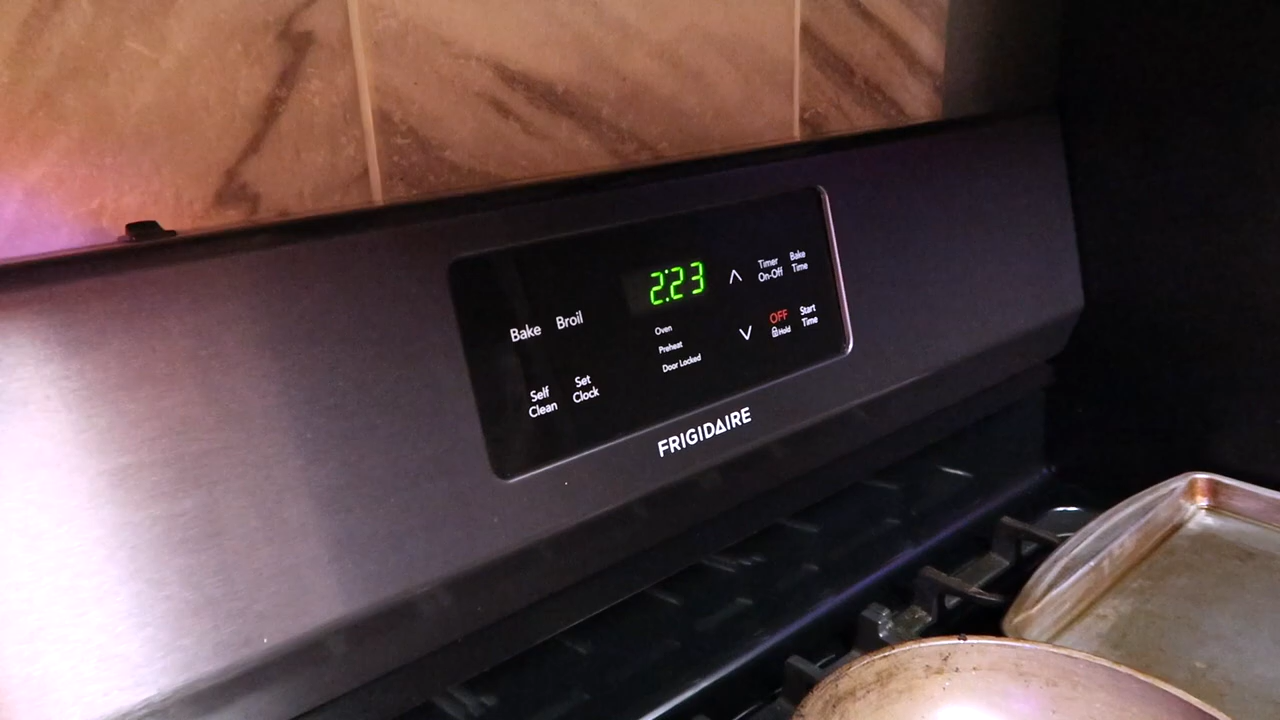 2:23
Timer On-Off
Bake Time
Bake
Broil
Oven
Preheat
Door Locked
OFF
Hold
Start Time
Self Clean
Set Clock
FRIGIDAIRE